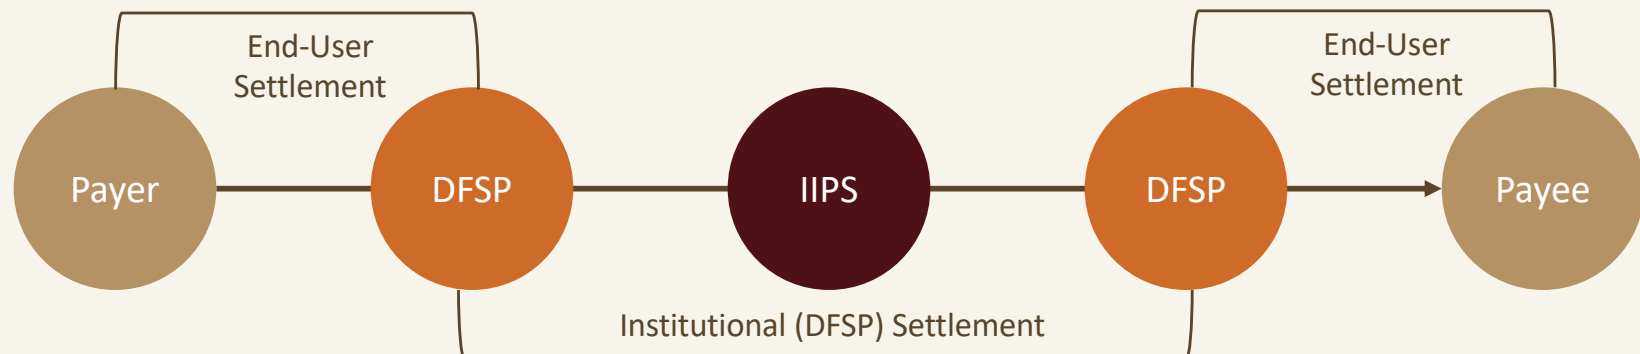 End-User
Settlement
End-User
Settlement
Payer
DFSP
IIPS
DFSP
Payee
Institutional (DFSP) Settlement